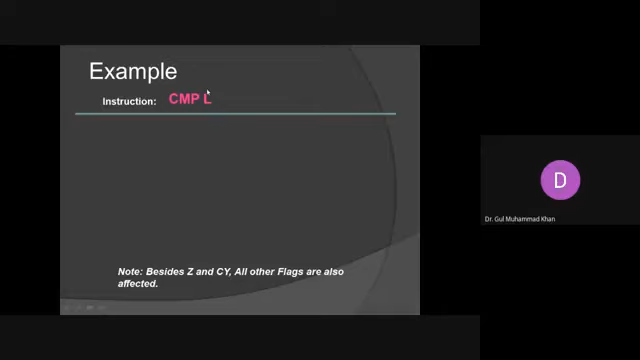 Example
Instruction: CMP L
Note: Besides Z and CY, All other Flags are also
affected.
D
Dr. Gul Muhammad Khan